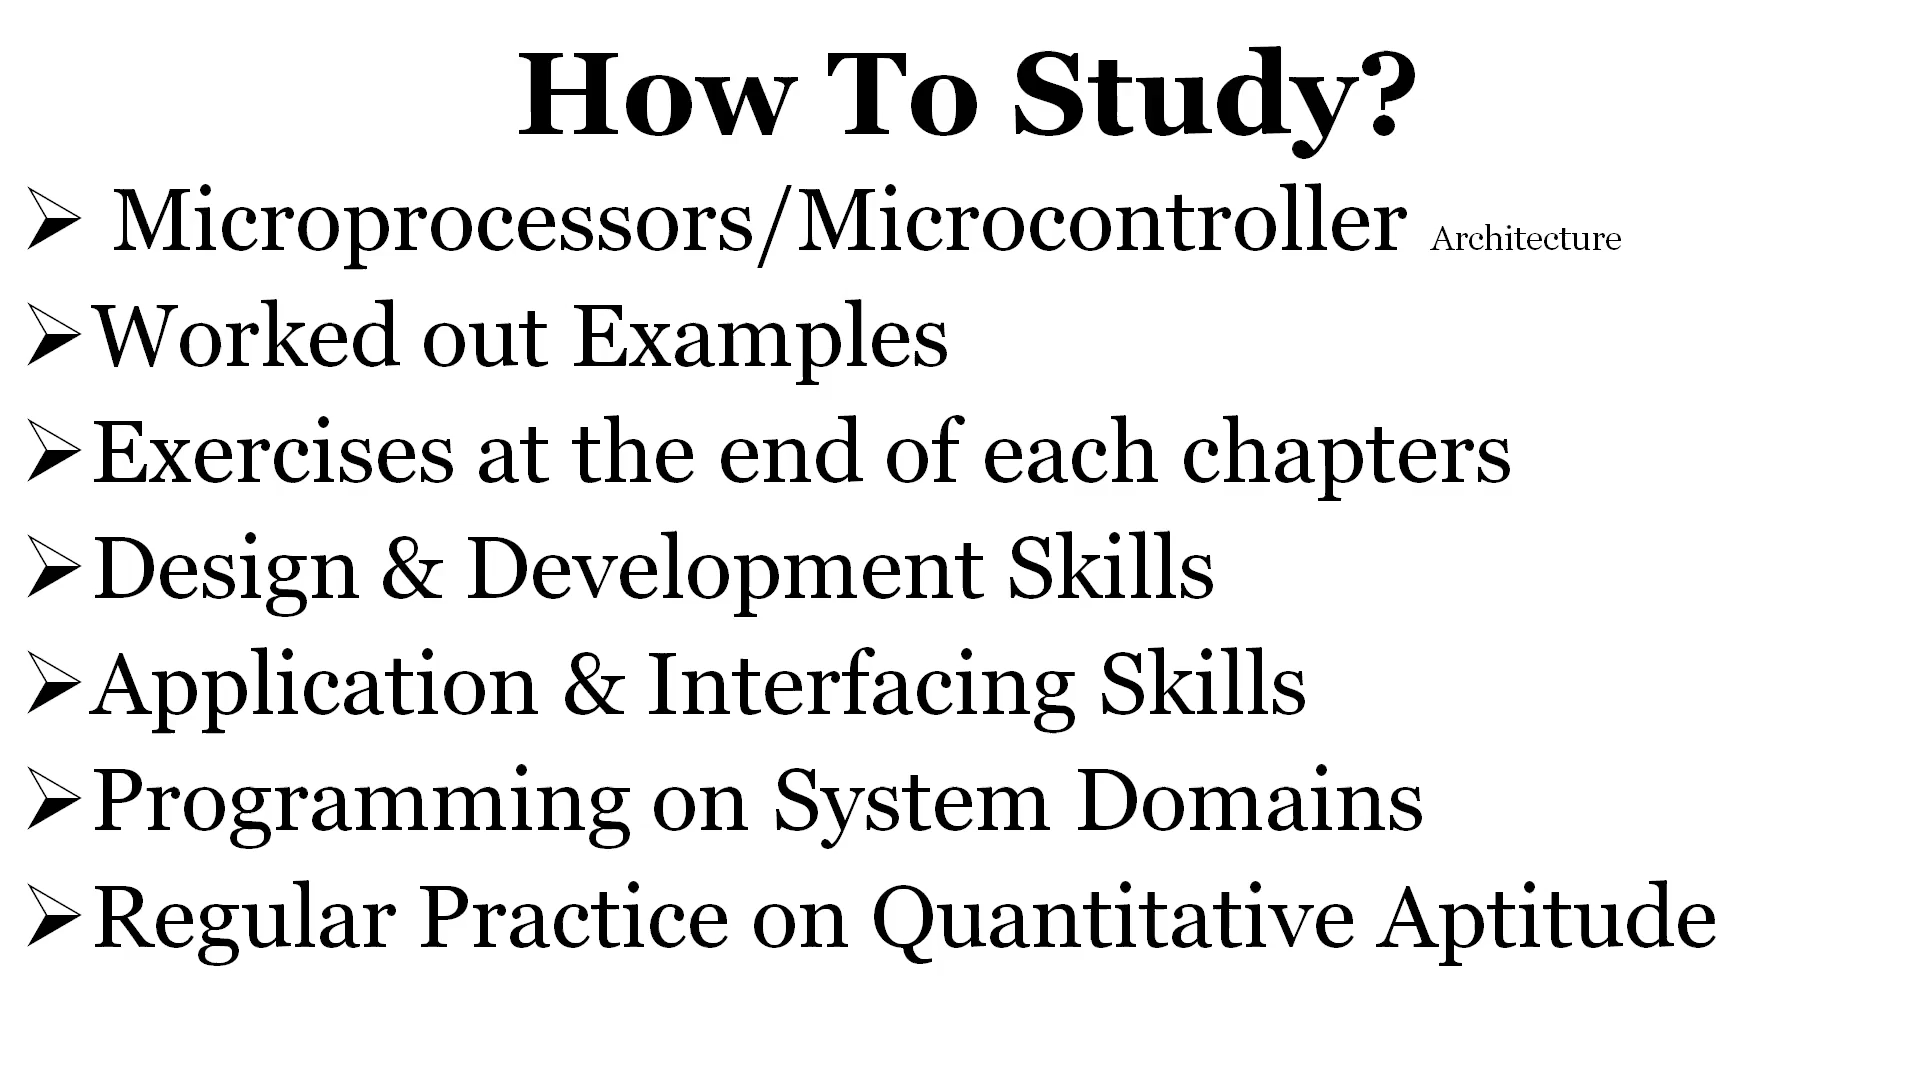 How To Study?
➢ Microprocessors/Microcontroller Architecture
➢Worked out Examples
➢Exercises at the end of each chapters
➢Design & Development Skills
➢Application & Interfacing Skills
➢Programming on System Domains
➢Regular Practice on Quantitative Aptitude